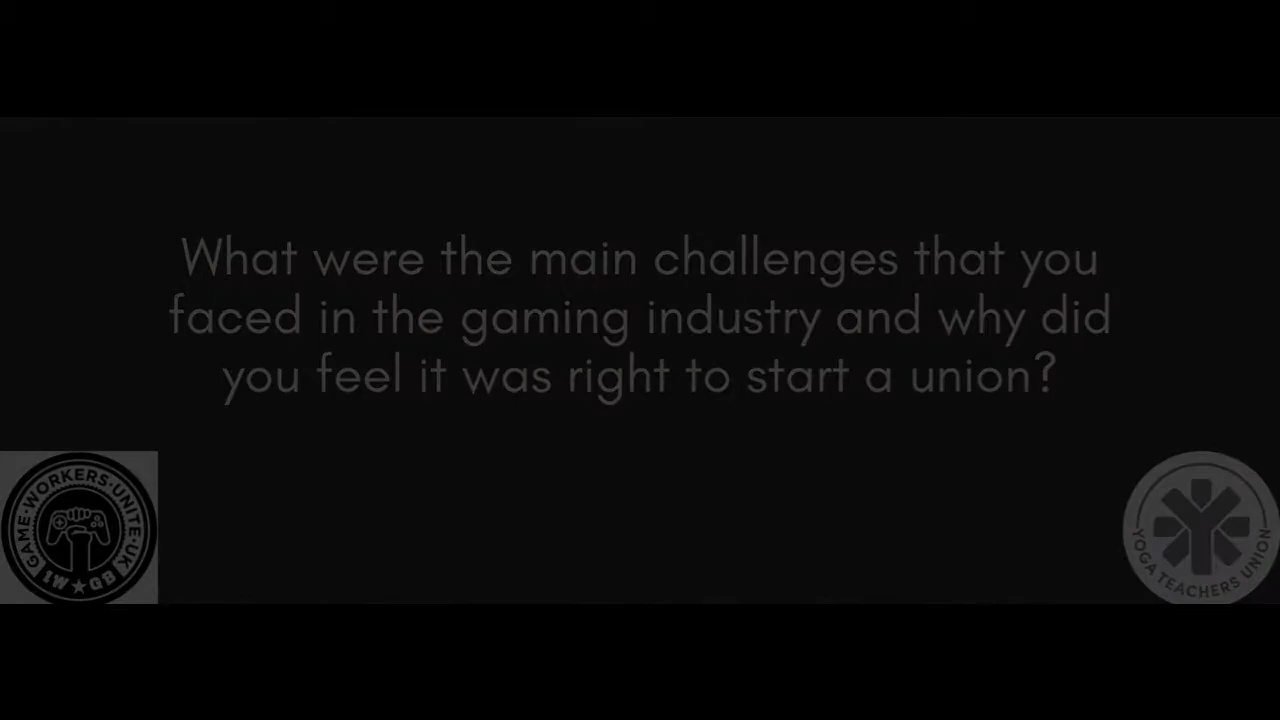 What were the main challenges that you
faced in the gaming industry and why did
you feel it was right to start a union?
GAME·WORKERS·UNITE·UK
1W★GB
YOGA TEACHERS UNION